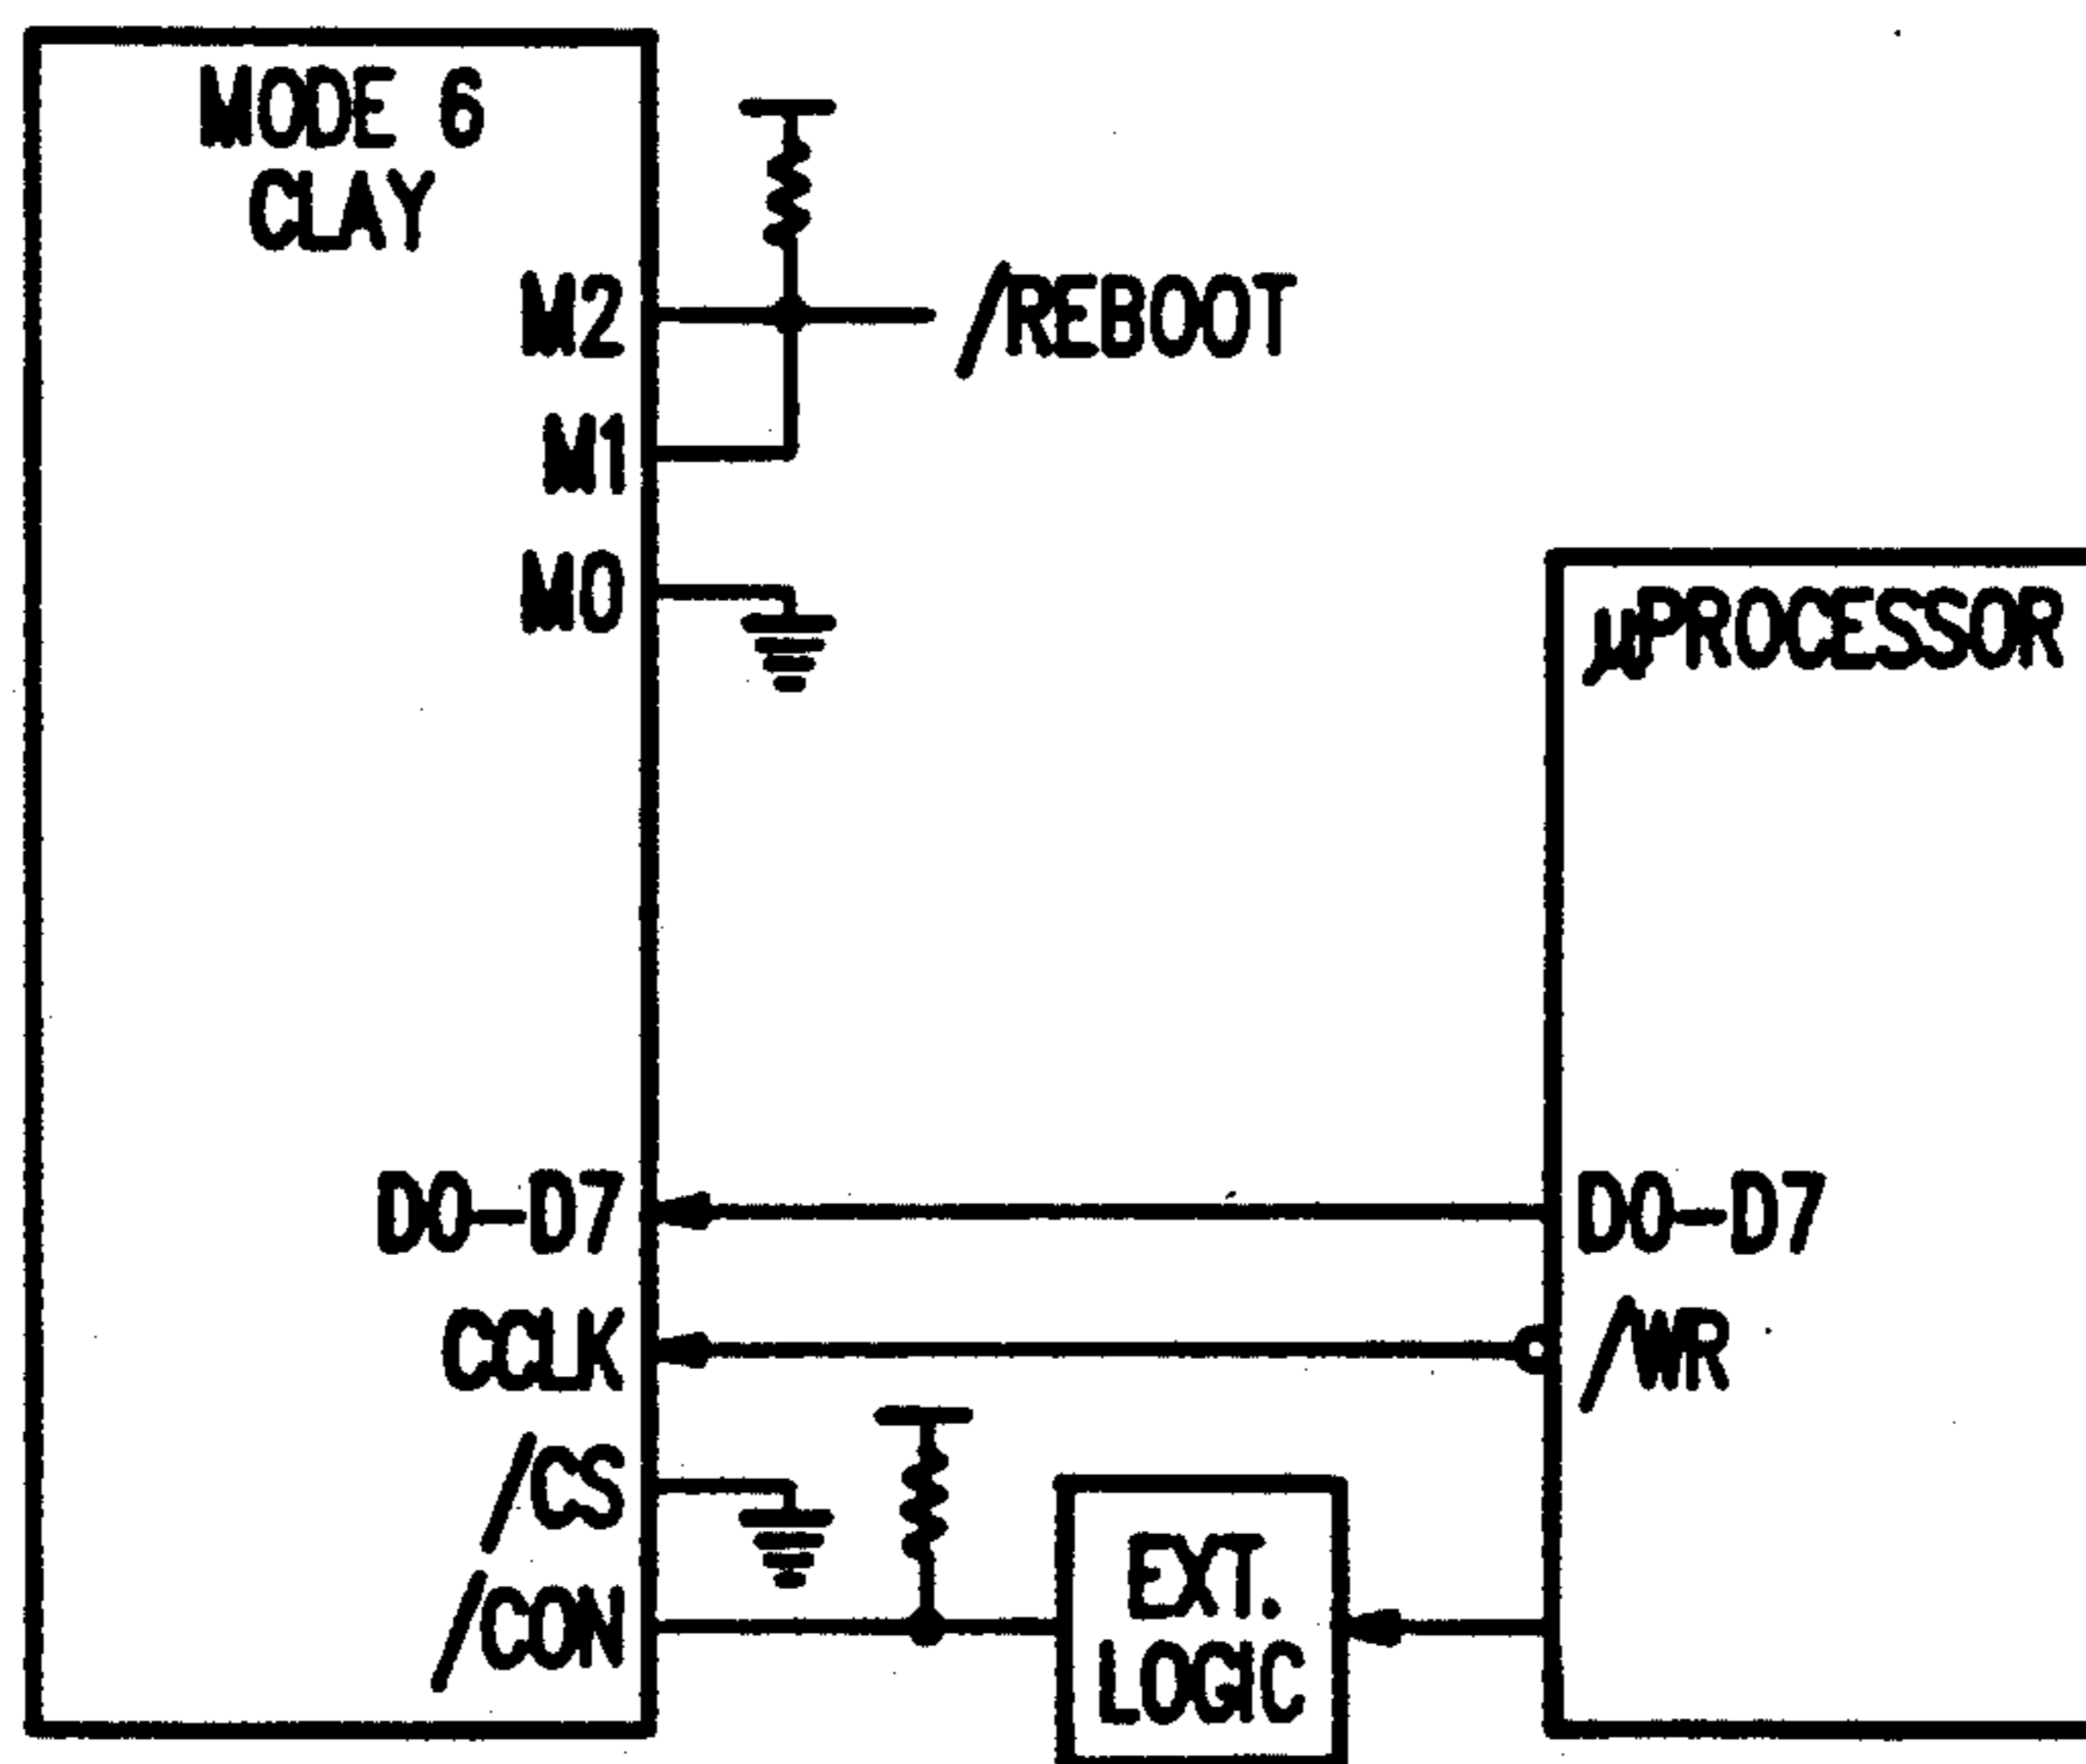 MODE 6
CLAY
M2
/REBOOT
M1
M0
µPROCESSOR
D0-D7
D0-D7
CCLK
/WR
/CS
/CON
EXT.
LOGIC